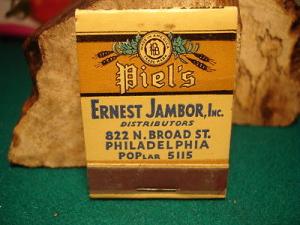 Piel's
ERNEST JAMBOR, INC.
DISTRIBUTORS
822 N. BROAD ST.
PHILADELPHIA
POPLAR 5115